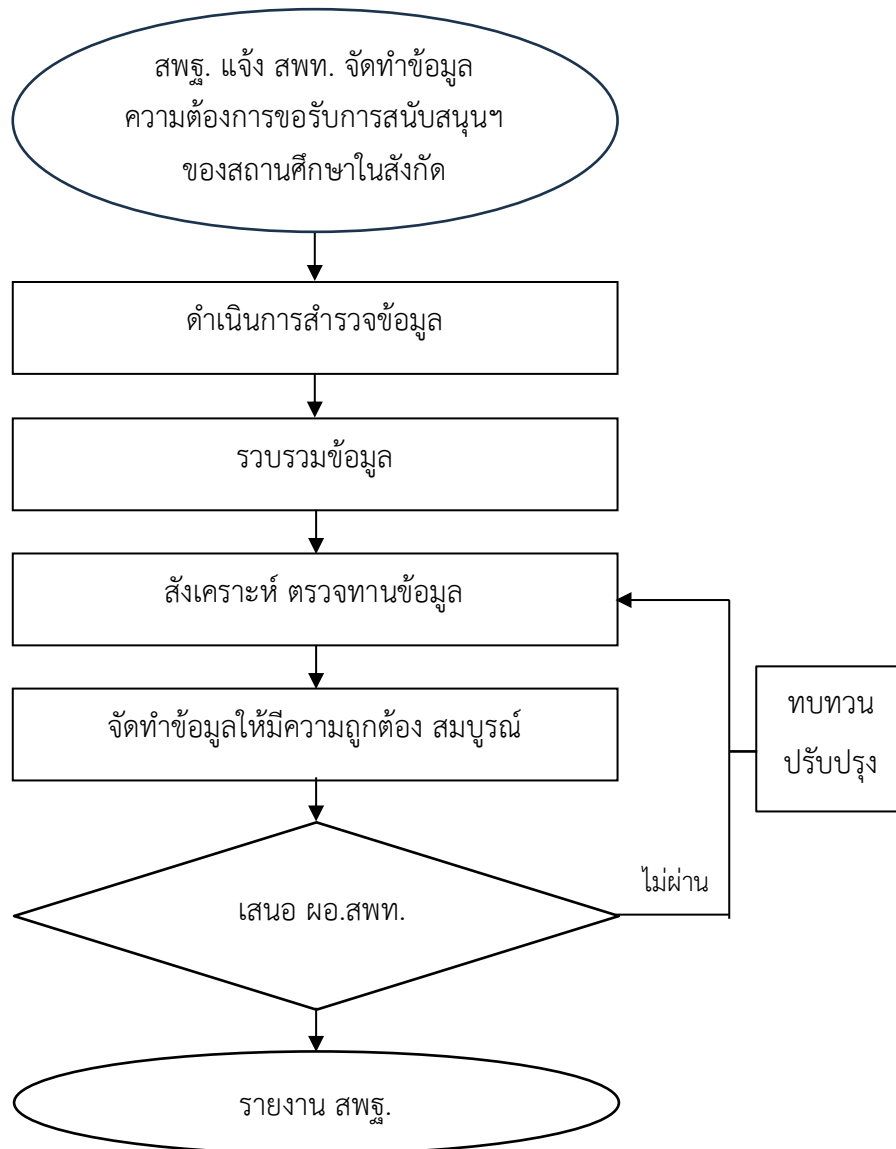 สพฐ. แจ้ง สพท. จัดทำข้อมูล
ความต้องการขอรับการสนับสนุนฯ
ของสถานศึกษาในสังกัด
ดำเนินการสำรวจข้อมูล
รวบรวมข้อมูล
สังเคราะห์ ตรวจทานข้อมูล
จัดทำข้อมูลให้มีความถูกต้อง สมบูรณ์
ทบทวน
ปรับปรุง
ไม่ผ่าน
เสนอ ผอ.สพท.
รายงาน สพฐ.